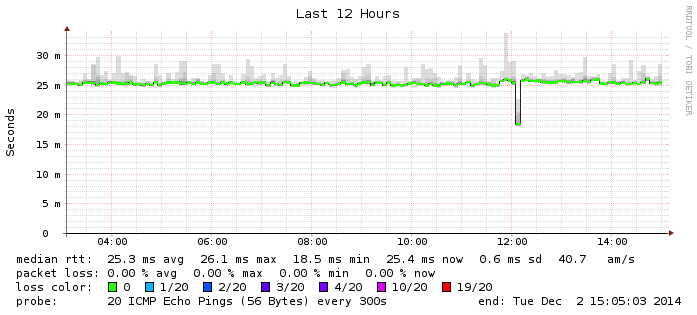 Last 12 Hours
RRDTOOL / TOBI OETIKER
Seconds
30 m
25 m
20 m
15 m
10 m
5 m
0
04:00 06:00 08:00 10:00 12:00 14:00
median rtt: 25.3 ms avg 26.1 ms max 18.5 ms min 25.4 ms now 0.6 ms sd 40.7 am/s
packet loss: 0.00 % avg 0.00 % max 0.00 % min 0.00 % now
loss color: 0 1/20 2/20 3/20 4/20 10/20 19/20
probe: 20 ICMP Echo Pings (56 Bytes) every 300s end: Tue Dec 2 15:05:03 2014